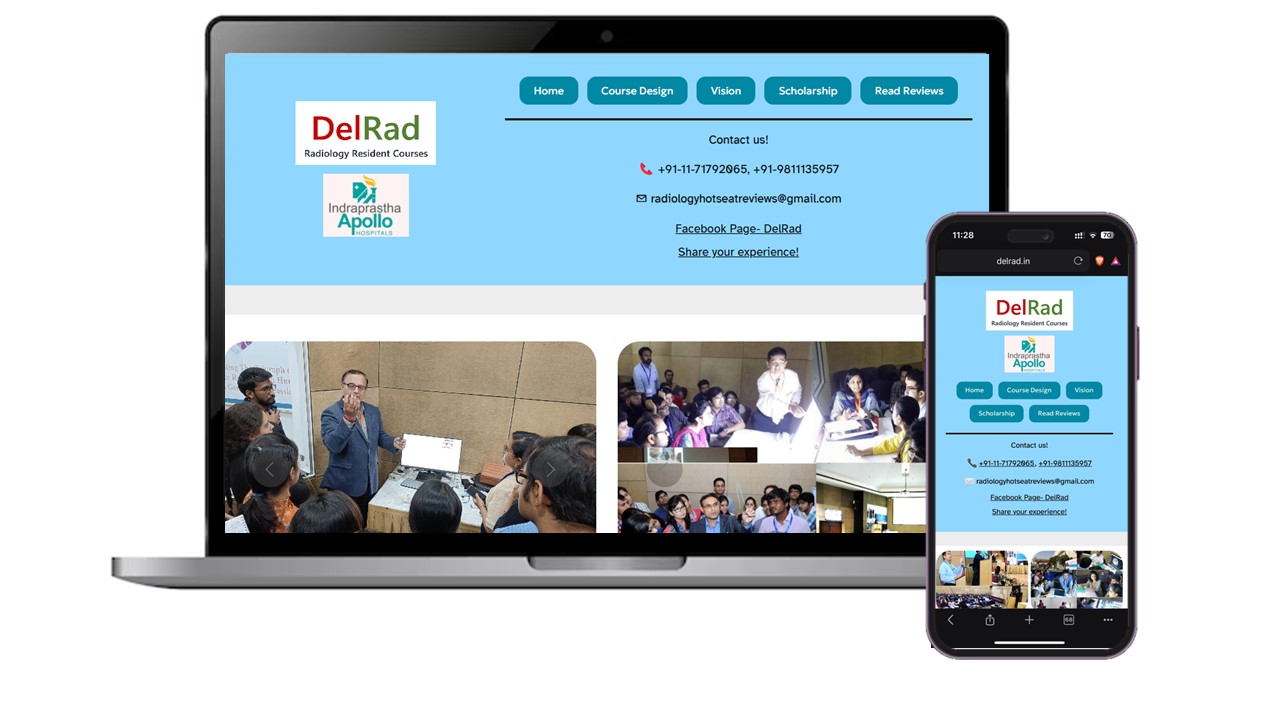 Home
Course Design
Vision
Scholarship
Read Reviews
DelRad
Radiology Resident Courses
Indraprastha
Apollo
HOSPITALS
Contact us!
+91-11-71792065, +91-9811135957
radiologyhotseatreviews@gmail.com
Facebook Page- DelRad
Share your experience!
11:28
70
delrad.in
DelRad
Radiology Resident Courses
Indraprastha
Apollo
HOSPITALS
Home
Course Design
Vision
Scholarship
Read Reviews
Contact us!
+91-11-71792065, +91-9811135957
radiologyhotseatreviews@gmail.com
Facebook Page- DelRad
Share your experience!
68